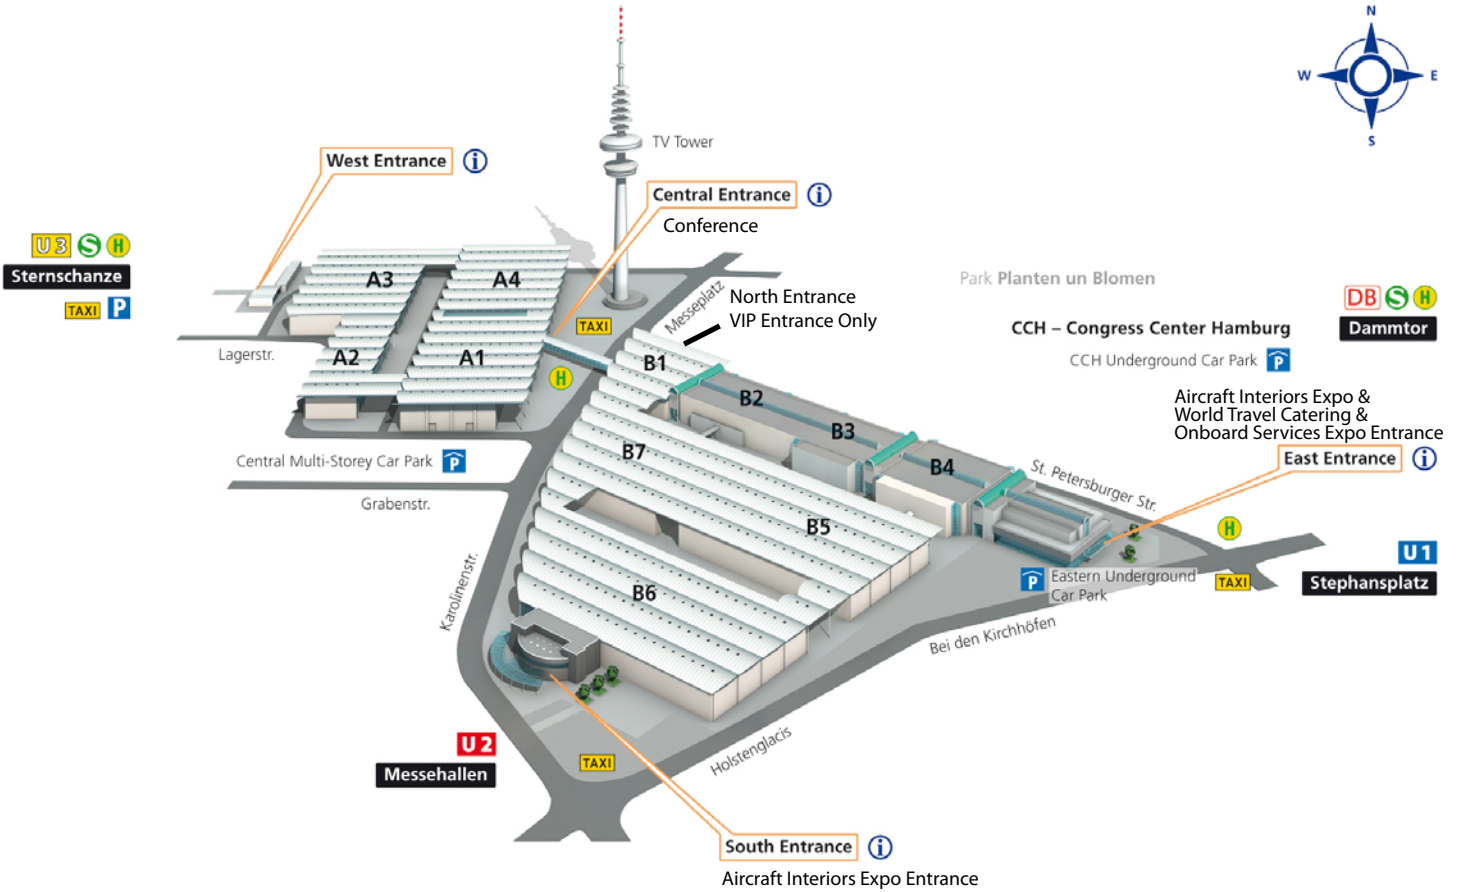 N
W E
S
TV Tower
West Entrance i
Central Entrance i
Conference
U3 S H
Sternschanze
TAXI P
A3
A4
A2
A1
Lagerstr.
TAXI
H
Messeplatz
North Entrance
VIP Entrance Only
Park Planten un Blomen
DB S H
CCH – Congress Center Hamburg
Dammtor
CCH Underground Car Park P
B1
B2
B3
B4
B7
B5
B6
Aircraft Interiors Expo &
World Travel Catering &
Onboard Services Expo Entrance
East Entrance i
St. Petersburger Str.
H
U1
TAXI
Stephansplatz
Central Multi-Storey Car Park P
Grabenstr.
Karolinenstr.
P Eastern Underground
Car Park
Bei den Kirchhöfen
Holstenglacis
U2
Messehallen
TAXI
South Entrance i
Aircraft Interiors Expo Entrance